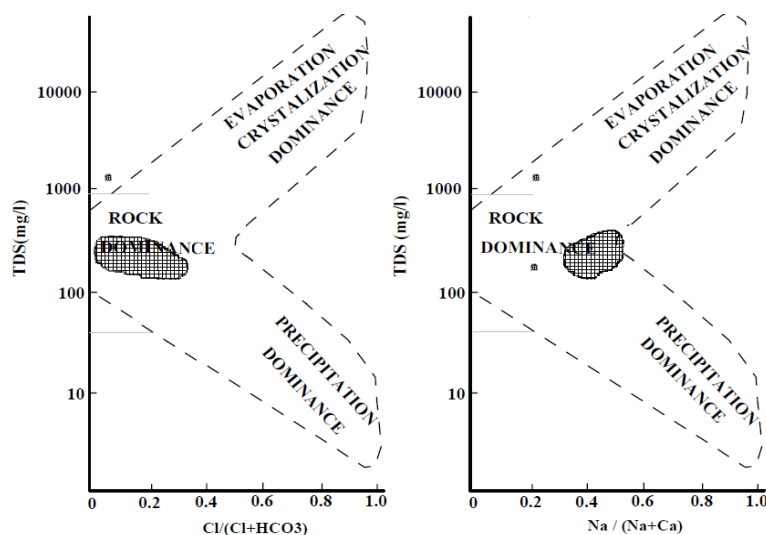 EVAPORATION
CRYSTALIZATION
DOMINANCE
10000
1000
ROCK
DOMINANCE
TDS(mg/l)
100
PRECIPITATION
DOMINANCE
10
0
0.2
0.4
0.6
0.8
1.0
Cl/(Cl+HCO3)
EVAPORATION
CRYSTALIZATION
DOMINANCE
10000
1000
ROCK
DOMINANCE
TDS (mg/l)
100
PRECIPITATION
DOMINANCE
10
0
0.2
0.4
0.6
0.8
1.0
Na / (Na+Ca)